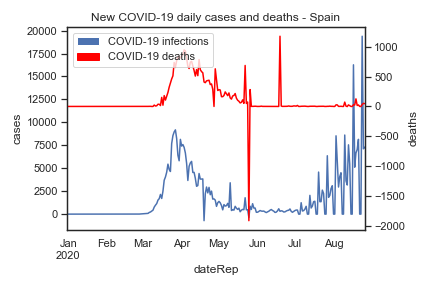 New COVID-19 daily cases and deaths - Spain
COVID-19 infections
COVID-19 deaths
cases
20000
17500
15000
12500
10000
7500
5000
2500
0
1000
500
0
−500
−1000
−1500
−2000
deaths
Jan Feb Mar Apr May Jun Jul Aug
2020
dateRep